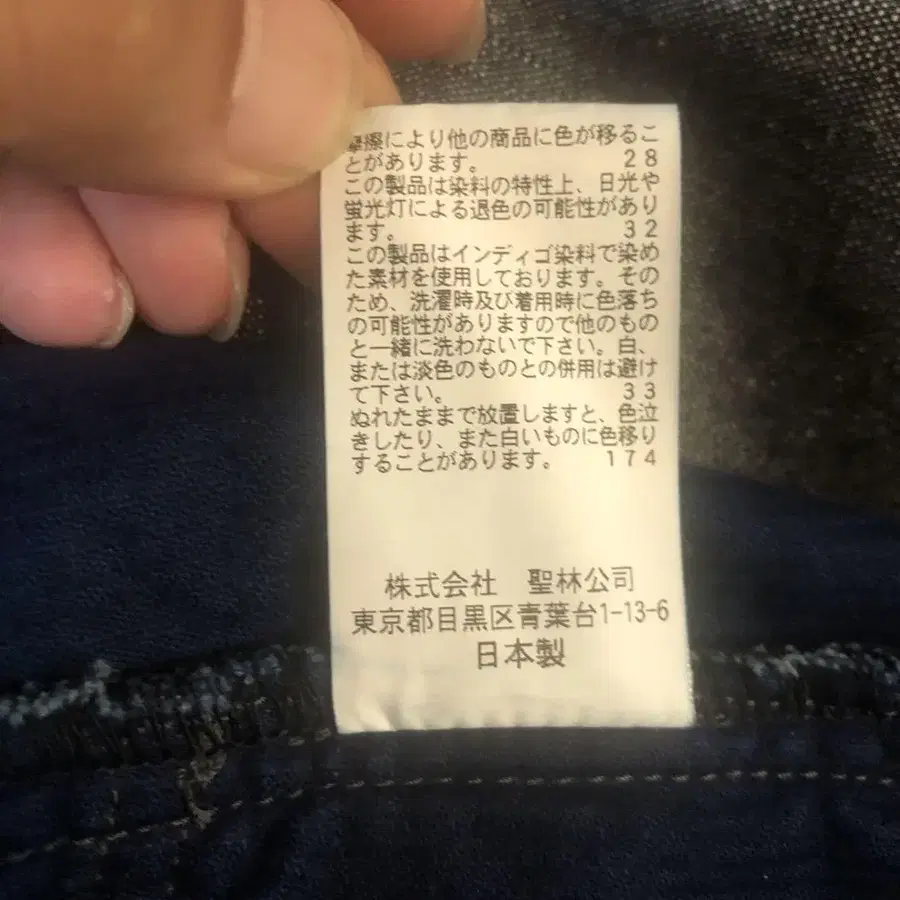 摩擦により他の商品に色が移るこ
とがあります。 28
この製品は染料の特性上、日光や
蛍光灯による退色の可能性があり
ます。 32
この製品はインディゴ染料で染め
た素材を使用しております。その
ため、洗濯時及び着用時に色落ち
の可能性がありますので他のもの
と一緒に洗わないで下さい。白、
または淡色のものとの併用は避け
て下さい。 33
ぬれたままで放置しますと、色泣
きしたり、また白いものに色移り
することがあります。 174
株式会社 聖林公司
東京都目黒区青葉台1-13-6
日本製